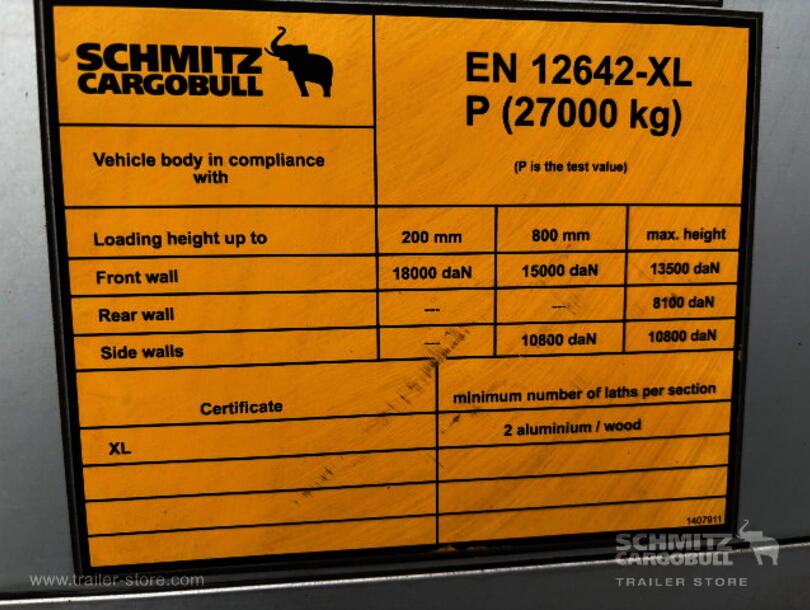 SCHMITZ
CARGOBULL
EN 12642-XL
P (27000 kg)
Vehicle body in compliance
with
(P is the test value)
Loading height up to 200 mm 800 mm max. height
Front wall 18000 daN 15000 daN 13500 daN
Rear wall --- --- 8100 daN
Side walls --- 10800 daN 10800 daN
Certificate minimum number of laths per section
XL 2 aluminium / wood
1407911
www.trailer-store.com
SCHMITZ
CARGOBULL
TRAILER STORE